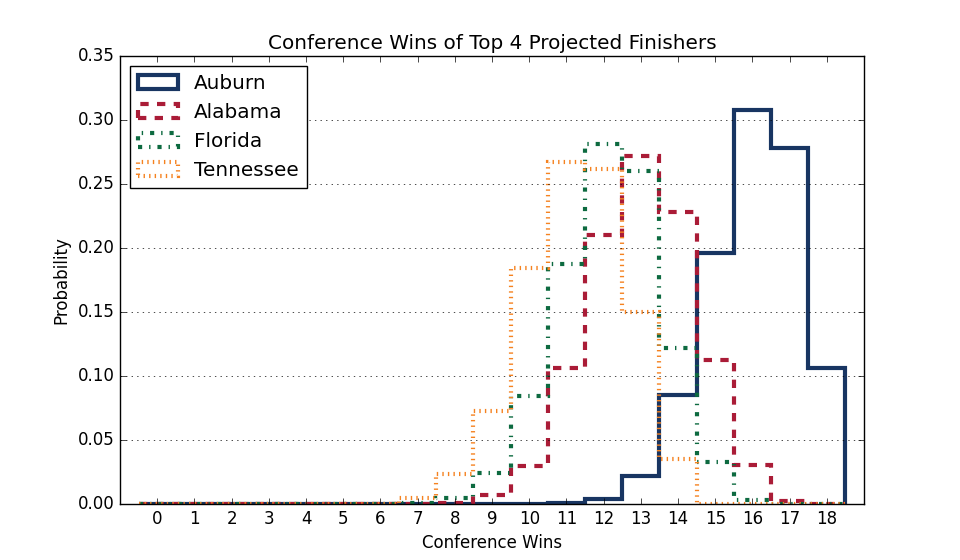 Conference Wins of Top 4 Projected Finishers
0.35
0.30
0.25
0.20
0.15
0.10
0.05
0.00
Probability
Auburn
Alabama
Florida
Tennessee
0 1 2 3 4 5 6 7 8 9 10 11 12 13 14 15 16 17 18
Conference Wins